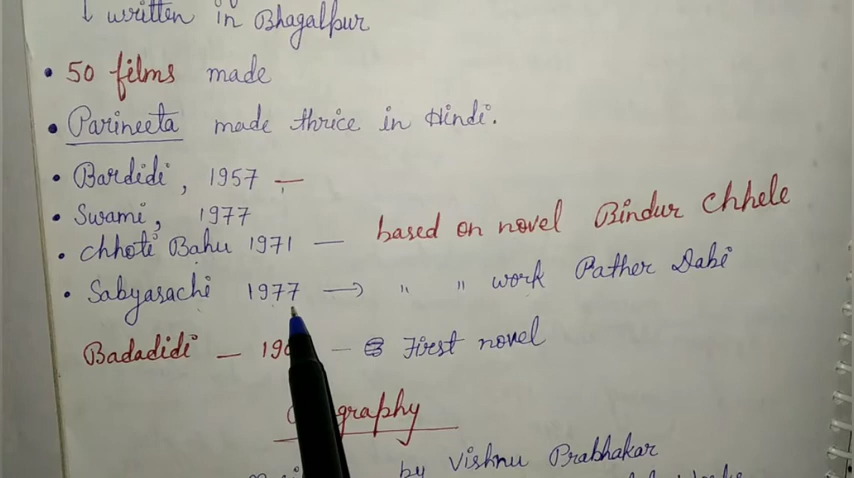 ↓ written in Bhagalpur
• 50 films made
• Parineeta made thrice in Hindi.
• Bardidi, 1957 —
• Swami, 1977
• Chhoti Bahu 1971 — based on novel Bindur Chhele
• Sabyasachi 1977 → " " work Pather Dabi
Badadidi — — First novel
by Vishnu Prabhakar